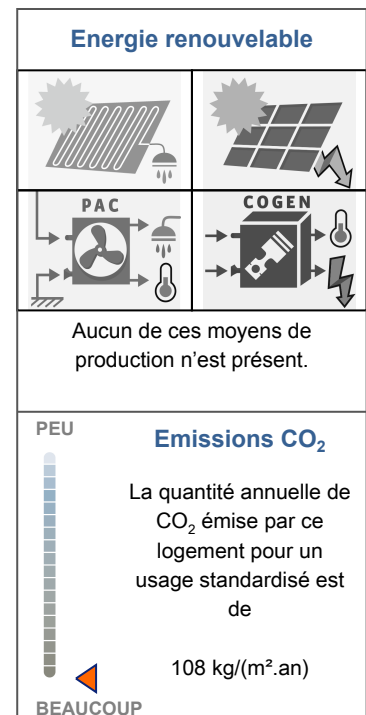 Energie renouvelable
PAC
COGEN
Aucun de ces moyens de
production n'est présent.
PEU
Emissions CO₂
La quantité annuelle de
CO₂ émise par ce
logement pour un
usage standardisé est
de
108 kg/(m².an)
BEAUCOUP